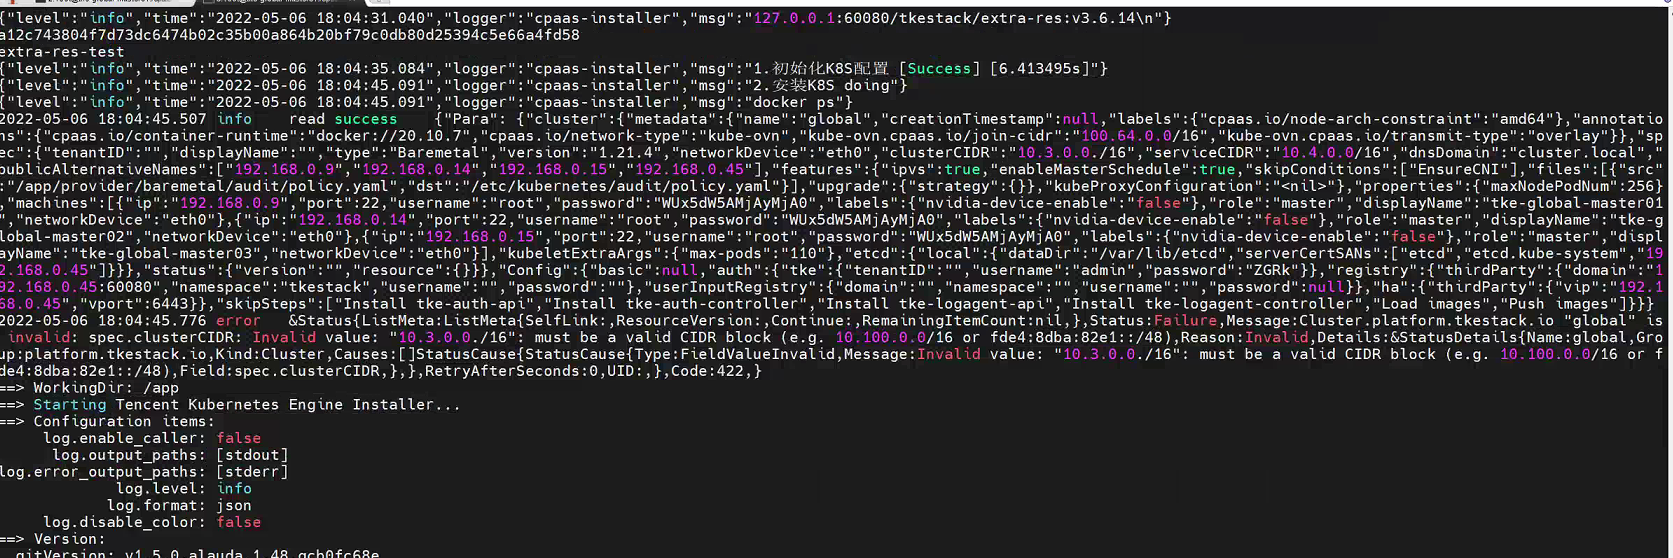 {"level":"info","time":"2022-05-06 18:04:31.040","logger":"cpaas-installer","msg":"127.0.0.1:60080/tkestack/extra-res:v3.6.14\n"}
a12c743804f7d73dc6474b02c35b00a864b20bf79c0db80d25394c5e66a4fd58
extra-res-test
{"level":"info","time":"2022-05-06 18:04:35.084","logger":"cpaas-installer","msg":"1.初始化K8S配置 [Success] [6.413495s]"}
{"level":"info","time":"2022-05-06 18:04:45.091","logger":"cpaas-installer","msg":"2.安装K8S doing"}
{"level":"info","time":"2022-05-06 18:04:45.091","logger":"cpaas-installer","msg":"docker ps"}
2022-05-06 18:04:45.507 info    read success    {"Para": {"cluster":{"metadata":{"name":"global","creationTimestamp":null,"labels":{"cpaas.io/node-arch-constraint":"amd64"},"annotatio
ns":{"cpaas.io/container-runtime":"docker://20.10.7","cpaas.io/network-type":"kube-ovn","kube-ovn.cpaas.io/join-cidr":"100.64.0.0/16","kube-ovn.cpaas.io/transmit-type":"overlay"}},"sp
ec":{"tenantID":"","displayName":"","type":"Baremetal","version":"1.21.4","networkDevice":"eth0","clusterCIDR":"10.3.0.0./16","serviceCIDR":"10.4.0.0/16","dnsDomain":"cluster.local","
publicAlternativeNames":["192.168.0.9","192.168.0.14","192.168.0.15","192.168.0.45"],"features":{"ipvs":true,"enableMasterSchedule":true,"skipConditions":["EnsureCNI"],"files":[{"src"
:"/app/provider/baremetal/audit/policy.yaml","dst":"/etc/kubernetes/audit/policy.yaml"}],"upgrade":{"strategy":{}},"kubeProxyConfiguration":"<nil>"},"properties":{"maxNodePodNum":256}
,"machines":[{"ip":"192.168.0.9","port":22,"username":"root","password":"WUx5dW5AMjAyMjA0","labels":{"nvidia-device-enable":"false"},"role":"master","displayName":"tke-global-master01
","networkDevice":"eth0"},{"ip":"192.168.0.14","port":22,"username":"root","password":"WUx5dW5AMjAyMjA0","labels":{"nvidia-device-enable":"false"},"role":"master","displayName":"tke-g
lobal-master02","networkDevice":"eth0"},{"ip":"192.168.0.15","port":22,"username":"root","password":"WUx5dW5AMjAyMjA0","labels":{"nvidia-device-enable":"false"},"role":"master","displ
ayName":"tke-global-master03","networkDevice":"eth0"}],"kubeletExtraArgs":{"max-pods":"110"},"etcd":{"local":{"dataDir":"/var/lib/etcd","serverCertSANs":["etcd","etcd.kube-system","19
2.168.0.45"]}}},"status":{"version":"","resource":{}}},"Config":{"basic":null,"auth":{"tke":{"tenantID":"","username":"admin","password":"ZGRk"}},"registry":{"thirdParty":{"domain":"1
92.168.0.45:60080","namespace":"tkestack","username":"","password":""},"userInputRegistry":{"domain":"","namespace":"","username":"","password":null}},"ha":{"thirdParty":{"vip":"192.1
68.0.45","vport":6443}},"skipSteps":["Install tke-auth-api","Install tke-auth-controller","Install tke-logagent-api","Install tke-logagent-controller","Load images","Push images"]}}}
2022-05-06 18:04:45.776 error   &Status{ListMeta:ListMeta{SelfLink:,ResourceVersion:,Continue:,RemainingItemCount:nil,},Status:Failure,Message:Cluster.platform.tkestack.io "global" is
 invalid: spec.clusterCIDR: Invalid value: "10.3.0.0./16": must be a valid CIDR block (e.g. 10.100.0.0/16 or fde4:8dba:82e1::/48),Reason:Invalid,Details:&StatusDetails{Name:global,Gro
up:platform.tkestack.io,Kind:Cluster,Causes:[]StatusCause{StatusCause{Type:FieldValueInvalid,Message:Invalid value: "10.3.0.0./16": must be a valid CIDR block (e.g. 10.100.0.0/16 or f
de4:8dba:82e1::/48),Field:spec.clusterCIDR,},},RetryAfterSeconds:0,UID:,},Code:422,}
==> WorkingDir: /app
==> Starting Tencent Kubernetes Engine Installer...
==> Configuration items:
log.enable_caller: false
log.output_paths: [stdout]
log.error_output_paths: [stderr]
log.level: info
log.format: json
log.disable_color: false
==> Version:
gitVersion: v1.5.0.alauda.1.48.gcb0fc68e